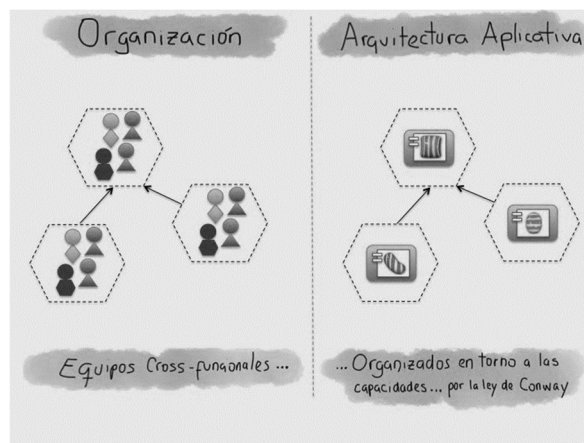 Organización
Arquitectura Aplicativa
Equipos Cross-funcionales ...
... Organizados en torno a las
capacidades ... por la ley de Conway